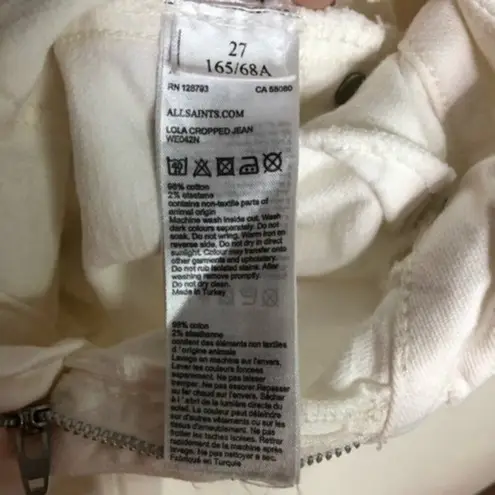 27
165/68A
RN 128793
CA 58060
ALLSAINTS.COM
LOLA CROPPED JEAN
WE042N
98% cotton
2% elastane
contains non-textile parts of
animal origin
Machine wash inside out. Wash
dark colours separately. Do not
soak. Do not wring. Warm iron on
reverse side. Do not dry in direct
sunlight. Colour may transfer onto
other garments and upholstery.
Do not rub isolated stains. After
washing remove promptly.
Do not dry clean.
Made in Turkey
98% coton
2% elasthanne
contient des éléments non textiles
d'origine animale
Lavage en machine sur l'envers.
Laver les couleurs foncées
séparément. Ne pas laisser
tremper. Ne pas essorer Repasser
au fer chaud sur l'envers. Sécher
à l'abri de la lumière directe du
soleil. La couleur peut déteindre
sur d'autres vêtements ou sur les
tissus d'ameublement. Ne pas
frotter les taches isolées. Retirer
rapidement de la machine après
lavage. Ne pas nettoyer a sec.
Fabriqué en Turquie